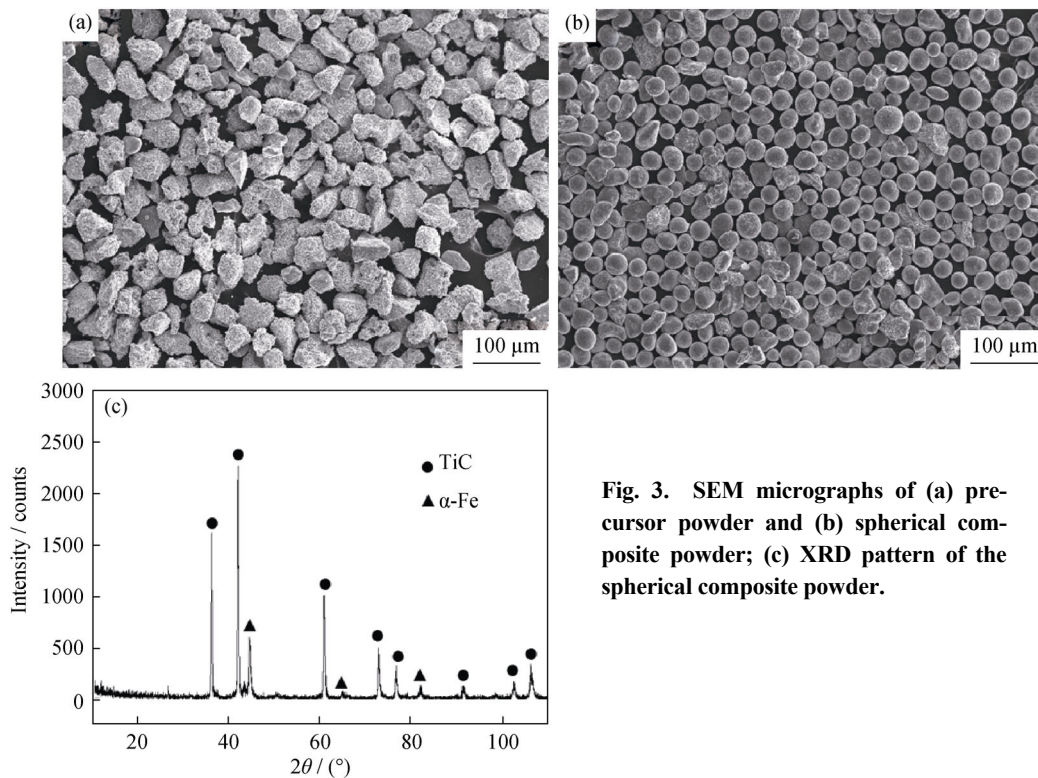 (a)
(b)
100 μm
100 μm
3000
(c)
2500
TiC
2000
α-Fe
1500
1000
500
0
Intensity / counts
20
40
60
80
100
2θ / (°)
Fig. 3. SEM micrographs of (a) pre-
cursor powder and (b) spherical com-
posite powder; (c) XRD pattern of the
spherical composite powder.